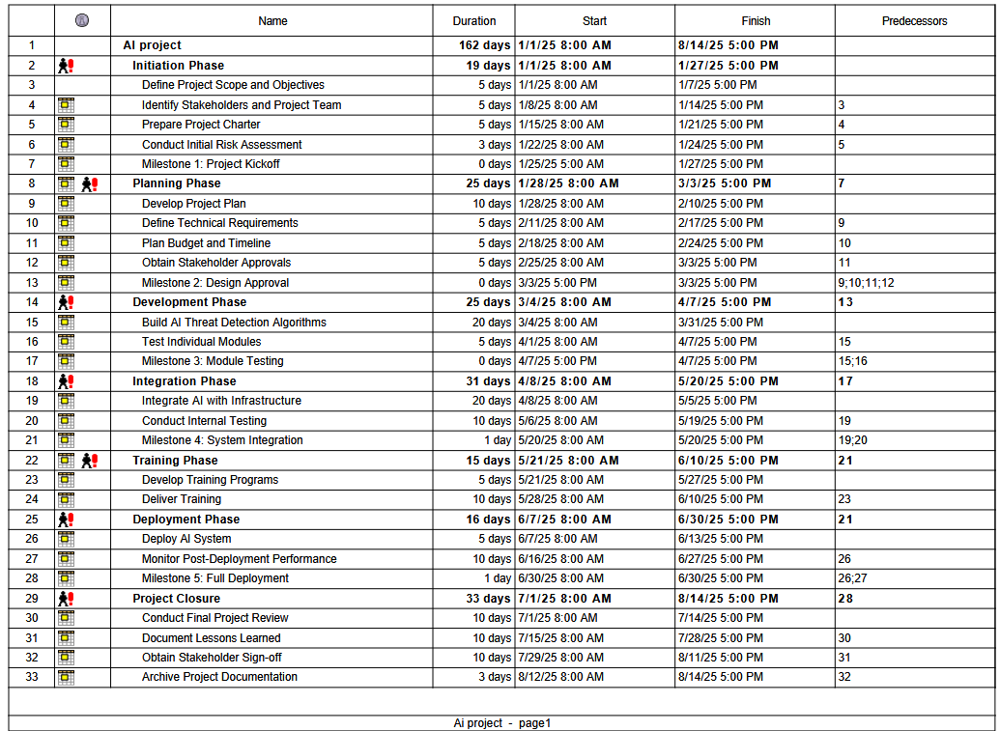 Name Duration Start Finish Predecessors
1 AI project 162 days 1/1/25 8:00 AM 8/14/25 5:00 PM
2 Initiation Phase 19 days 1/1/25 8:00 AM 1/27/25 5:00 PM
3 Define Project Scope and Objectives 5 days 1/1/25 8:00 AM 1/7/25 5:00 PM
4 Identify Stakeholders and Project Team 5 days 1/8/25 8:00 AM 1/14/25 5:00 PM 3
5 Prepare Project Charter 5 days 1/15/25 8:00 AM 1/21/25 5:00 PM 4
6 Conduct Initial Risk Assessment 3 days 1/22/25 8:00 AM 1/24/25 5:00 PM 5
7 Milestone 1: Project Kickoff 0 days 1/25/25 5:00 AM 1/27/25 5:00 PM
8 Planning Phase 25 days 1/28/25 8:00 AM 3/3/25 5:00 PM 7
9 Develop Project Plan 10 days 1/28/25 8:00 AM 2/10/25 5:00 PM
10 Define Technical Requirements 5 days 2/11/25 8:00 AM 2/17/25 5:00 PM 9
11 Plan Budget and Timeline 5 days 2/18/25 8:00 AM 2/24/25 5:00 PM 10
12 Obtain Stakeholder Approvals 5 days 2/25/25 8:00 AM 3/3/25 5:00 PM 11
13 Milestone 2: Design Approval 0 days 3/3/25 5:00 PM 3/3/25 5:00 PM 9;10;11;12
14 Development Phase 25 days 3/4/25 8:00 AM 4/7/25 5:00 PM 13
15 Build AI Threat Detection Algorithms 20 days 3/4/25 8:00 AM 3/31/25 5:00 PM
16 Test Individual Modules 5 days 4/1/25 8:00 AM 4/7/25 5:00 PM 15
17 Milestone 3: Module Testing 0 days 4/7/25 5:00 PM 4/7/25 5:00 PM 15;16
18 Integration Phase 31 days 4/8/25 8:00 AM 5/20/25 5:00 PM 17
19 Integrate AI with Infrastructure 20 days 4/8/25 8:00 AM 5/5/25 5:00 PM
20 Conduct Internal Testing 10 days 5/6/25 8:00 AM 5/19/25 5:00 PM 19
21 Milestone 4: System Integration 1 day 5/20/25 8:00 AM 5/20/25 5:00 PM 19;20
22 Training Phase 15 days 5/21/25 8:00 AM 6/10/25 5:00 PM 21
23 Develop Training Programs 5 days 5/21/25 8:00 AM 5/27/25 5:00 PM
24 Deliver Training 10 days 5/28/25 8:00 AM 6/10/25 5:00 PM 23
25 Deployment Phase 16 days 6/7/25 8:00 AM 6/30/25 5:00 PM 21
26 Deploy AI System 5 days 6/7/25 8:00 AM 6/13/25 5:00 PM
27 Monitor Post-Deployment Performance 10 days 6/16/25 8:00 AM 6/27/25 5:00 PM 26
28 Milestone 5: Full Deployment 1 day 6/30/25 8:00 AM 6/30/25 5:00 PM 26;27
29 Project Closure 33 days 7/1/25 8:00 AM 8/14/25 5:00 PM 28
30 Conduct Final Project Review 10 days 7/1/25 8:00 AM 7/14/25 5:00 PM
31 Document Lessons Learned 10 days 7/15/25 8:00 AM 7/28/25 5:00 PM 30
32 Obtain Stakeholder Sign-off 10 days 7/29/25 8:00 AM 8/11/25 5:00 PM 31
33 Archive Project Documentation 3 days 8/12/25 8:00 AM 8/14/25 5:00 PM 32
Ai project - page1